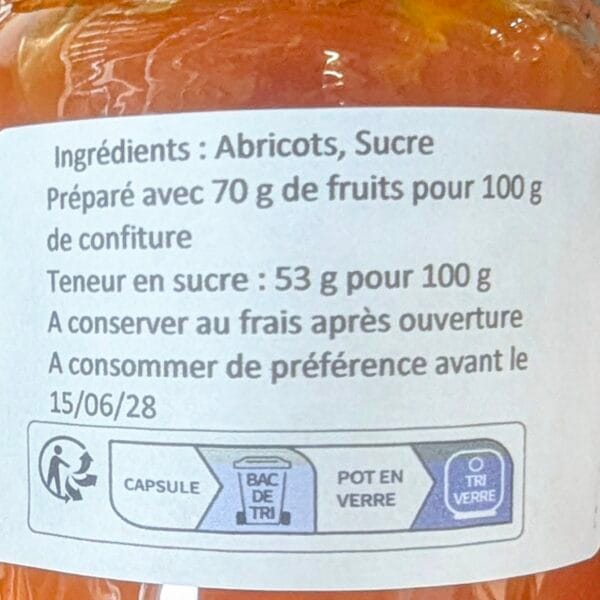 Ingrédients : Abricots, Sucre
Préparé avec 70 g de fruits pour 100 g
de confiture
Teneur en sucre : 53 g pour 100 g
A conserver au frais après ouverture
A consommer de préférence avant le
15/06/28
CAPSULE
BAC
DE
TRI
POT EN
VERRE
TRI
VERRE